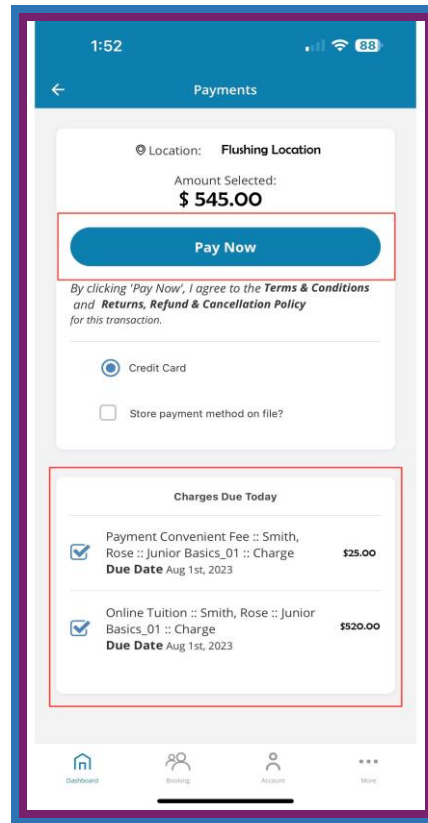 1:52
88
Payments
Location: Flushing Location
Amount Selected:
$ 545.00
Pay Now
By clicking 'Pay Now', I agree to the Terms & Conditions
and Returns, Refund & Cancellation Policy
for this transaction.
Credit Card
Store payment method on file?
Charges Due Today
Payment Convenient Fee :: Smith,
Rose :: Junior Basics_01 :: Charge $25.00
Due Date Aug 1st, 2023
Online Tuition :: Smith, Rose :: Junior
Basics_01 :: Charge $520.00
Due Date Aug 1st, 2023
Dashboard Booking Account More